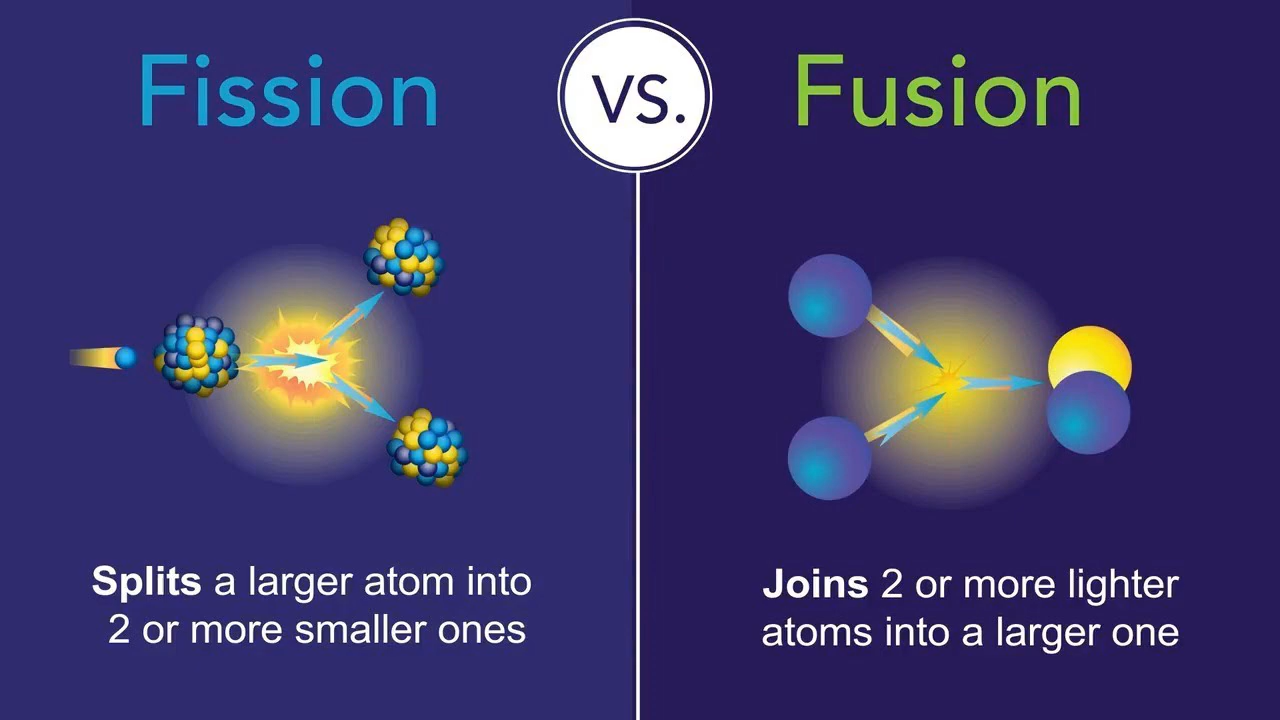 Fission
VS.
Fusion
Splits a larger atom into
2 or more smaller ones
Joins 2 or more lighter
atoms into a larger one